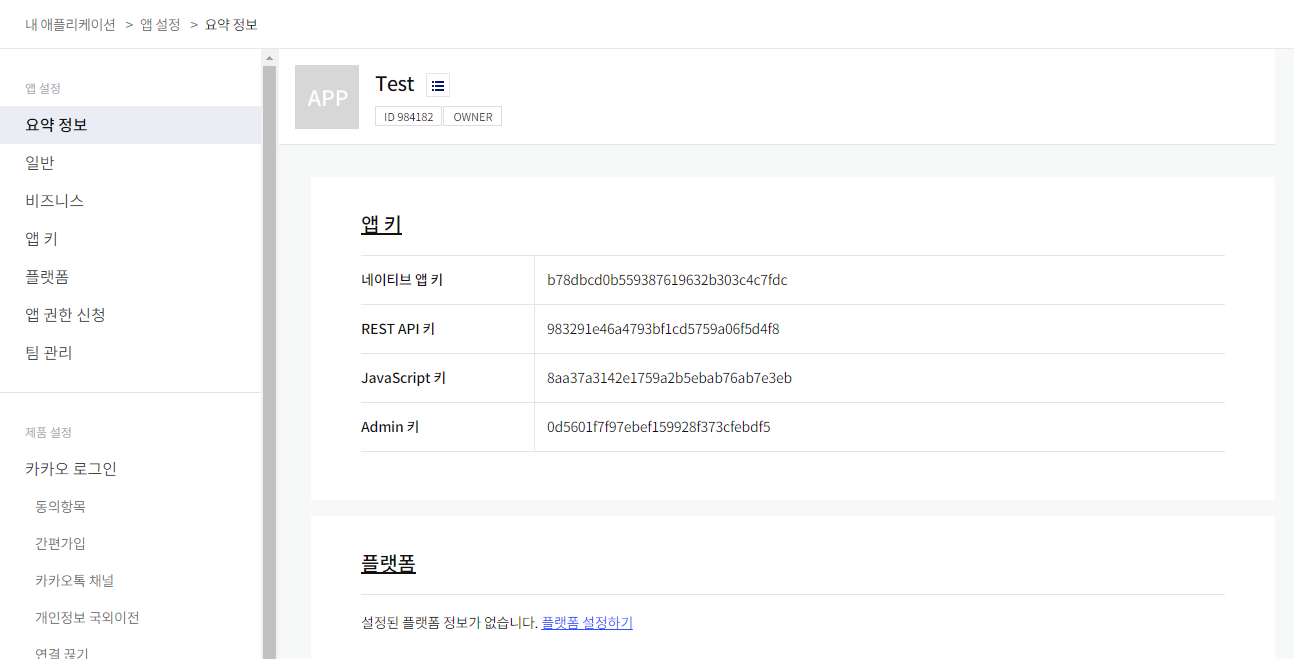 내 애플리케이션 > 앱 설정 > 요약 정보
앱 설정
요약 정보
일반
비즈니스
앱 키
플랫폼
앱 권한 신청
팀 관리
제품 설정
카카오 로그인
동의항목
간편가입
카카오톡 채널
개인정보 국외이전
연결 끊기
APP
Test
ID 984182 OWNER
앱 키
네이티브 앱 키 b78dbcd0b559387619632b303c4c7fdc
REST API 키 983291e46a4793bf1cd5759a06f5d4f8
JavaScript 키 8aa37a3142e1759a2b5ebab76ab7e3eb
Admin 키 0d5601f7f97ebef159928f373cfebdf5
플랫폼
설정된 플랫폼 정보가 없습니다. 플랫폼 설정하기